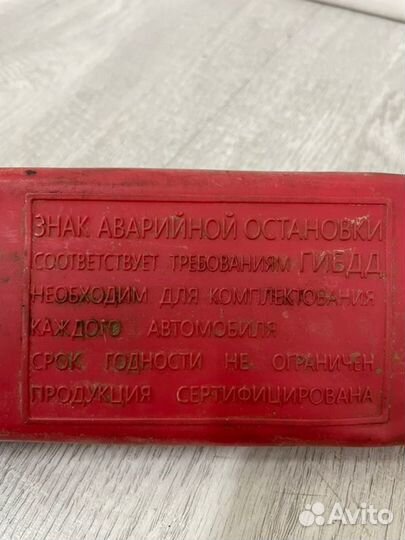 ЗНАК АВАРИЙНОЙ ОСТАНОВКИ
СООТВЕТСТВУЕТ ТРЕБОВАНИЯМ ГИБДД
НЕОБХОДИМ ДЛЯ КОМПЛЕКТОВАНИЯ
КАЖДОГО АВТОМОБИЛЯ
СРОК ГОДНОСТИ НЕ ОГРАНИЧЕН
ПРОДУКЦИЯ СЕРТИФИЦИРОВАНА
Avito